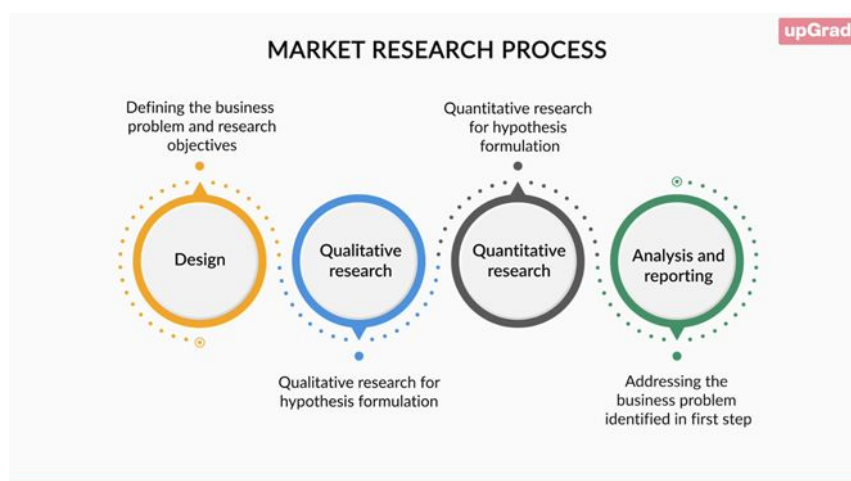 upGrad
MARKET RESEARCH PROCESS
Defining the business
problem and research
objectives
Quantitative research
for hypothesis
formulation
Design
Qualitative
research
Quantitative
research
Analysis and
reporting
Qualitative research for
hypothesis formulation
Addressing the
business problem
identified in first step